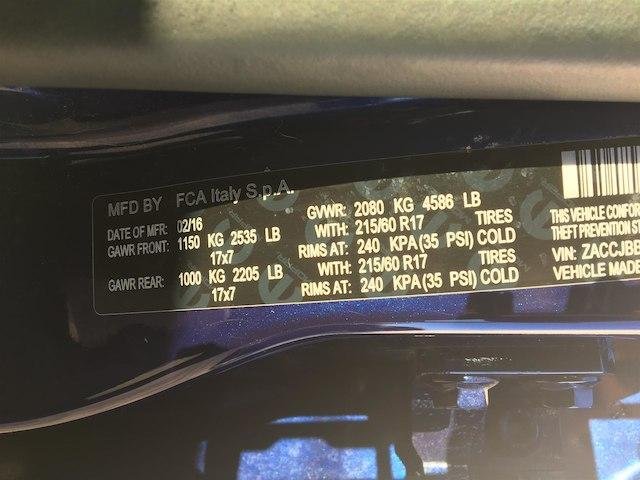 MFD BY FCA Italy S.p.A.
DATE OF MFR: 02/16 GVWR: 2080 KG 4586 LB
GAWR FRONT: 1150 KG 2535 LB WITH: 215/60 R17 TIRES
17x7 RIMS AT: 240 KPA(35 PSI) COLD
GAWR REAR: 1000 KG 2205 LB WITH: 215/60 R17 TIRES
17x7 RIMS AT: 240 KPA(35 PSI) COLD
THIS VEHICLE CONFOR
THEFT PREVENTION S
VIN: ZACCJBB
VEHICLE MADE